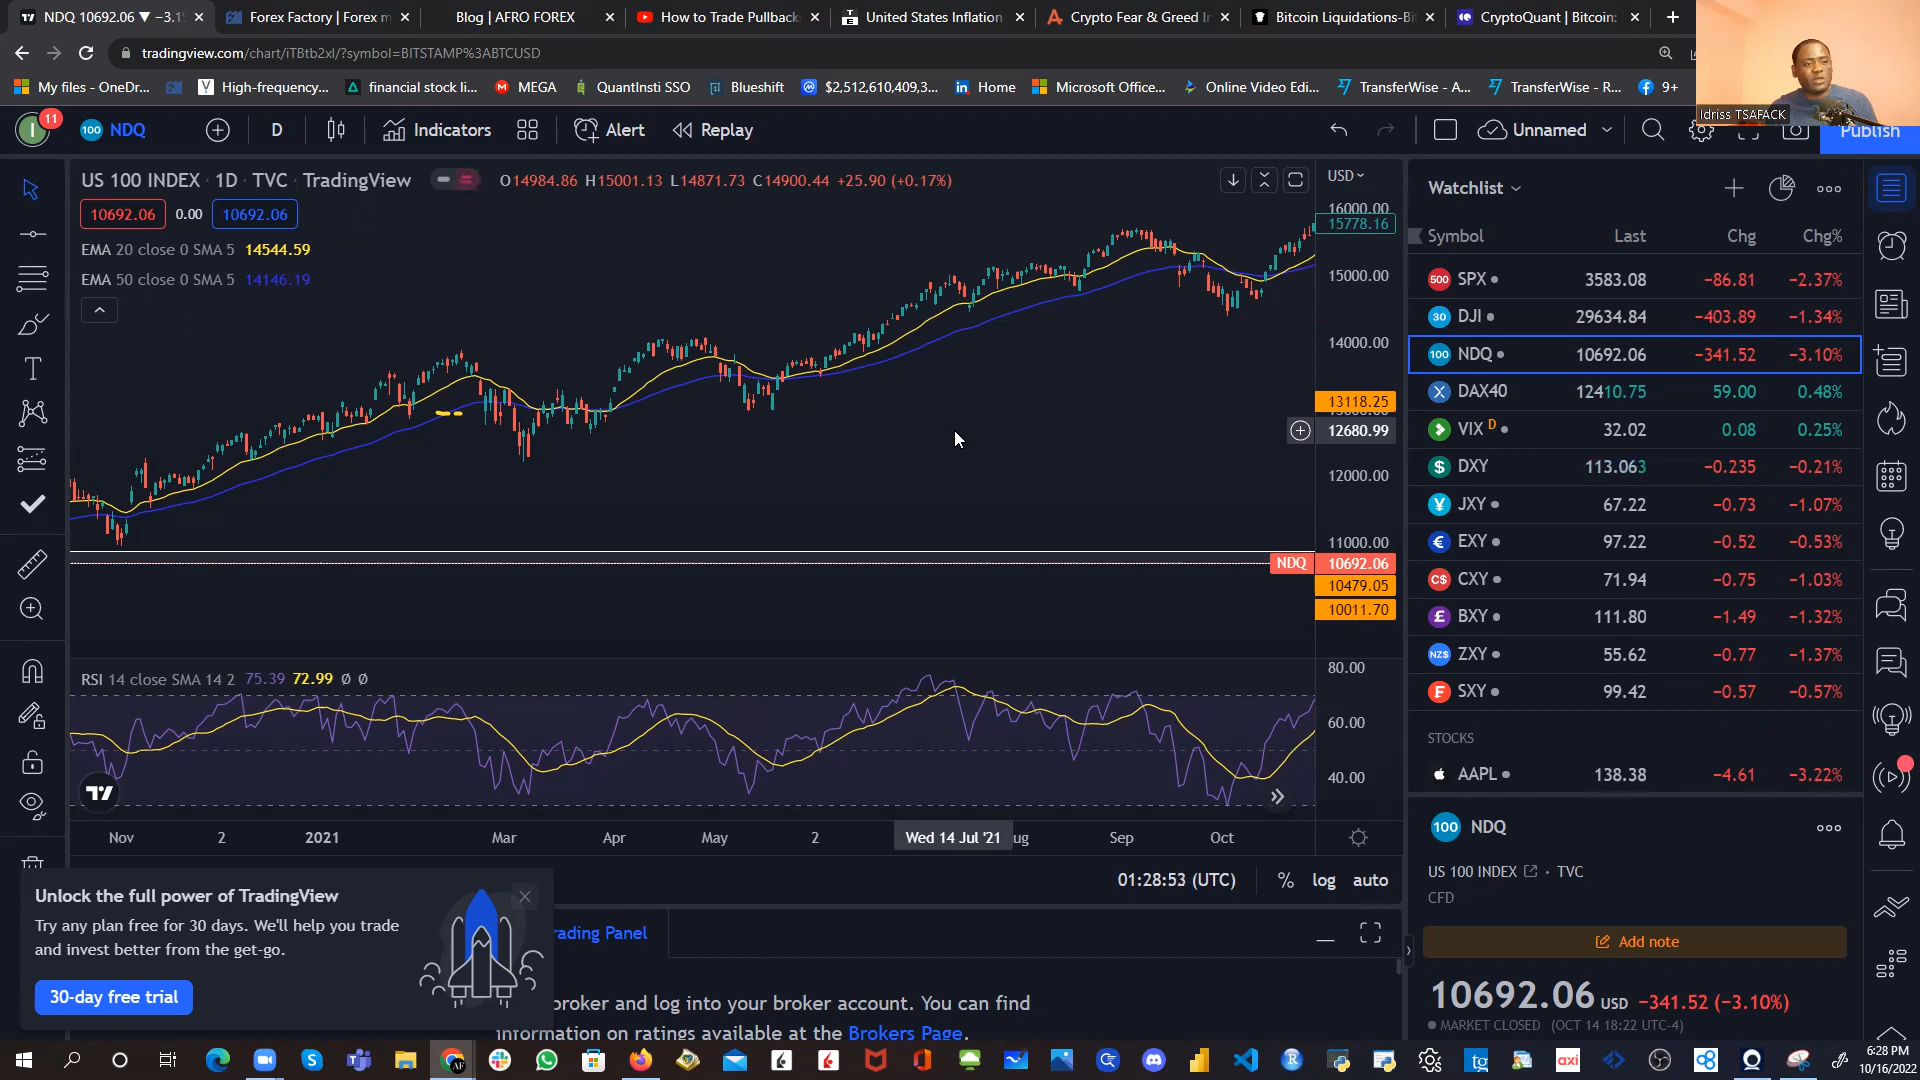 NDQ 10692.06 ▼ −3.1
Forex Factory | Forex m
Blog | AFRO FOREX
How to Trade Pullback
United States Inflation
Crypto Fear & Greed I
Bitcoin Liquidations-Bi
CryptoQuant | Bitcoin:
tradingview.com/chart/iTBtb2xl/?symbol=BITSTAMP%3ABTCUSD
My files - OneDr...
High-frequency...
financial stock li...
MEGA
QuantInsti SSO
Blueshift
$2,512,610,409,3...
Home
Microsoft Office...
Online Video Edi...
TransferWise - A...
TransferWise - R...
9+
Idriss TSAFACK
I 11
100 NDQ
D
Indicators
Alert
Replay
Unnamed
Publish
US 100 INDEX · 1D · TVC · TradingView
O14984.86 H15001.13 L14871.73 C14900.44 +25.90 (+0.17%)
10692.06 0.00 10692.06
EMA 20 close 0 SMA 5 14544.59
EMA 50 close 0 SMA 5 14146.19
USD
16000.00
15778.16
15000.00
14000.00
13118.25
12680.99
12000.00
11000.00
NDQ 10692.06
10479.05
10011.70
RSI 14 close SMA 14 2 75.39 72.99 Ø Ø
80.00
60.00
40.00
Nov 2 2021 Mar Apr May 2 Wed 14 Jul '21 ug Sep Oct
01:28:53 (UTC) % log auto
Watchlist
Symbol Last Chg Chg%
500 SPX 3583.08 −86.81 −2.37%
30 DJI 29634.84 −403.89 −1.34%
100 NDQ 10692.06 −341.52 −3.10%
X DAX40 12410.75 59.00 0.48%
VIX D 32.02 0.08 0.25%
$ DXY 113.063 −0.235 −0.21%
¥ JXY 67.22 −0.73 −1.07%
€ EXY 97.22 −0.52 −0.53%
C$ CXY 71.94 −0.75 −1.03%
£ BXY 111.80 −1.49 −1.32%
NZ$ ZXY 55.62 −0.77 −1.37%
F SXY 99.42 −0.57 −0.57%
STOCKS
AAPL 138.38 −4.61 −3.22%
100 NDQ
US 100 INDEX · TVC
CFD
Add note
10692.06 USD −341.52 (−3.10%)
MARKET CLOSED (OCT 14 18:22 UTC-4)
Unlock the full power of TradingView
Try any plan free for 30 days. We'll help you trade
and invest better from the get-go.
30-day free trial
rading Panel
broker and log into your broker account. You can find
information on ratings available at the Brokers Page.
6:28 PM
10/16/2022